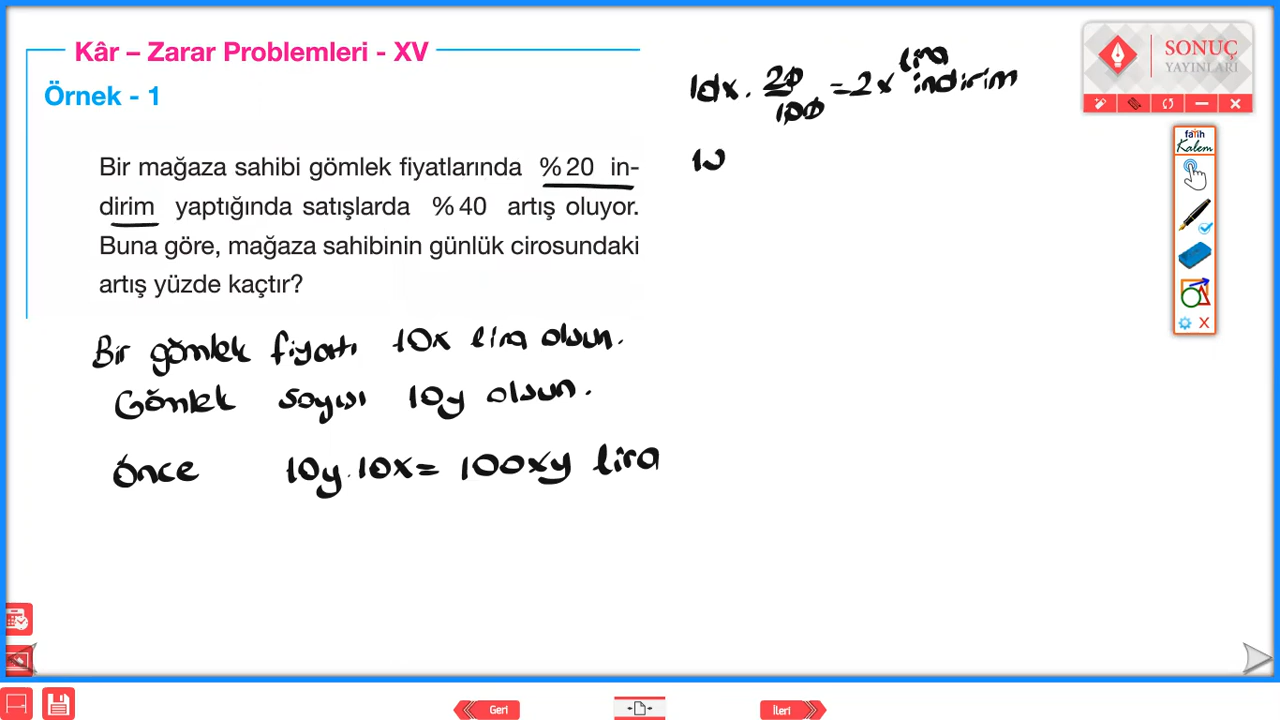 Kâr – Zarar Problemleri - XV
Örnek - 1
Bir mağaza sahibi gömlek fiyatlarında %20 in-
dirim yaptığında satışlarda %40 artış oluyor.
Buna göre, mağaza sahibinin günlük cirosundaki
artış yüzde kaçtır?
Bir gömlek fiyatı 10x lira olsun.
Gömlek sayısı 10y olsun.
Önce 10y.10x= 100xy lira
10x. 20/100 = 2x lira indirim
10
SONUÇ
YAYINLARI
fatih
Kalem
Geri
İleri